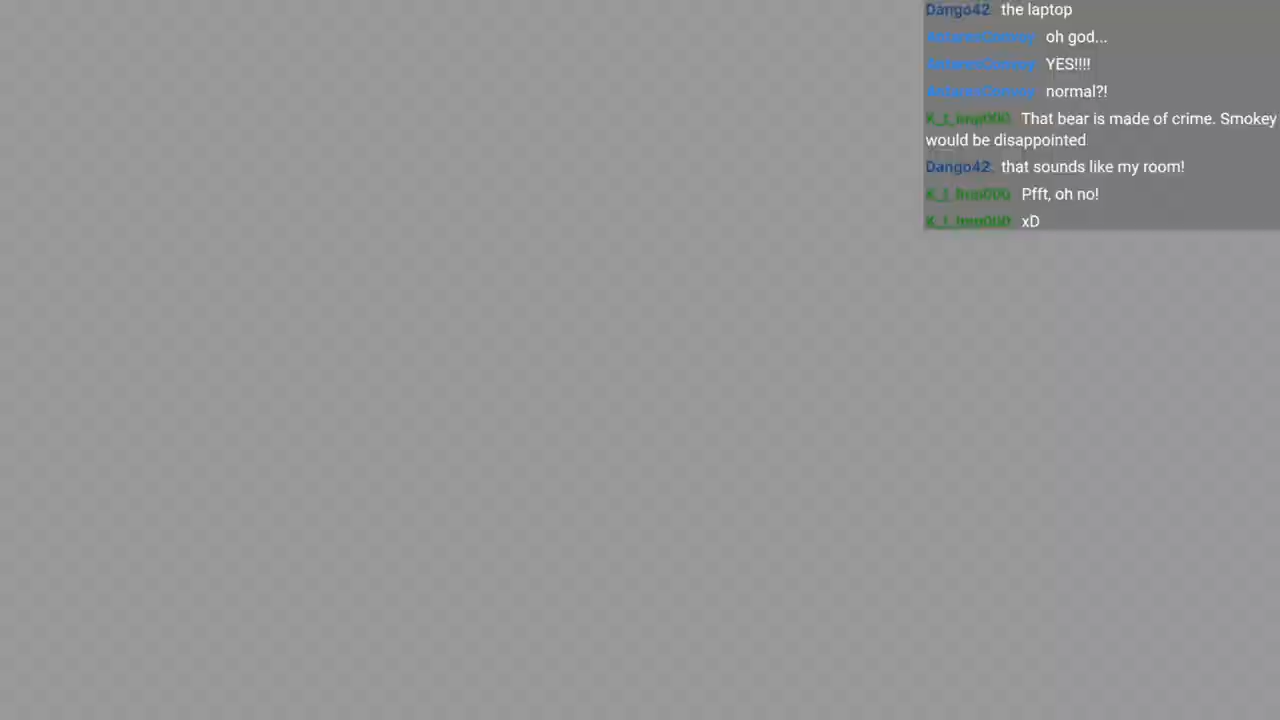 Dango42: the laptop
oh god...
YES!!!!
normal?!
That bear is made of crime. Smokey
would be disappointed
Dango42: that sounds like my room!
Pfft, oh no!
xD